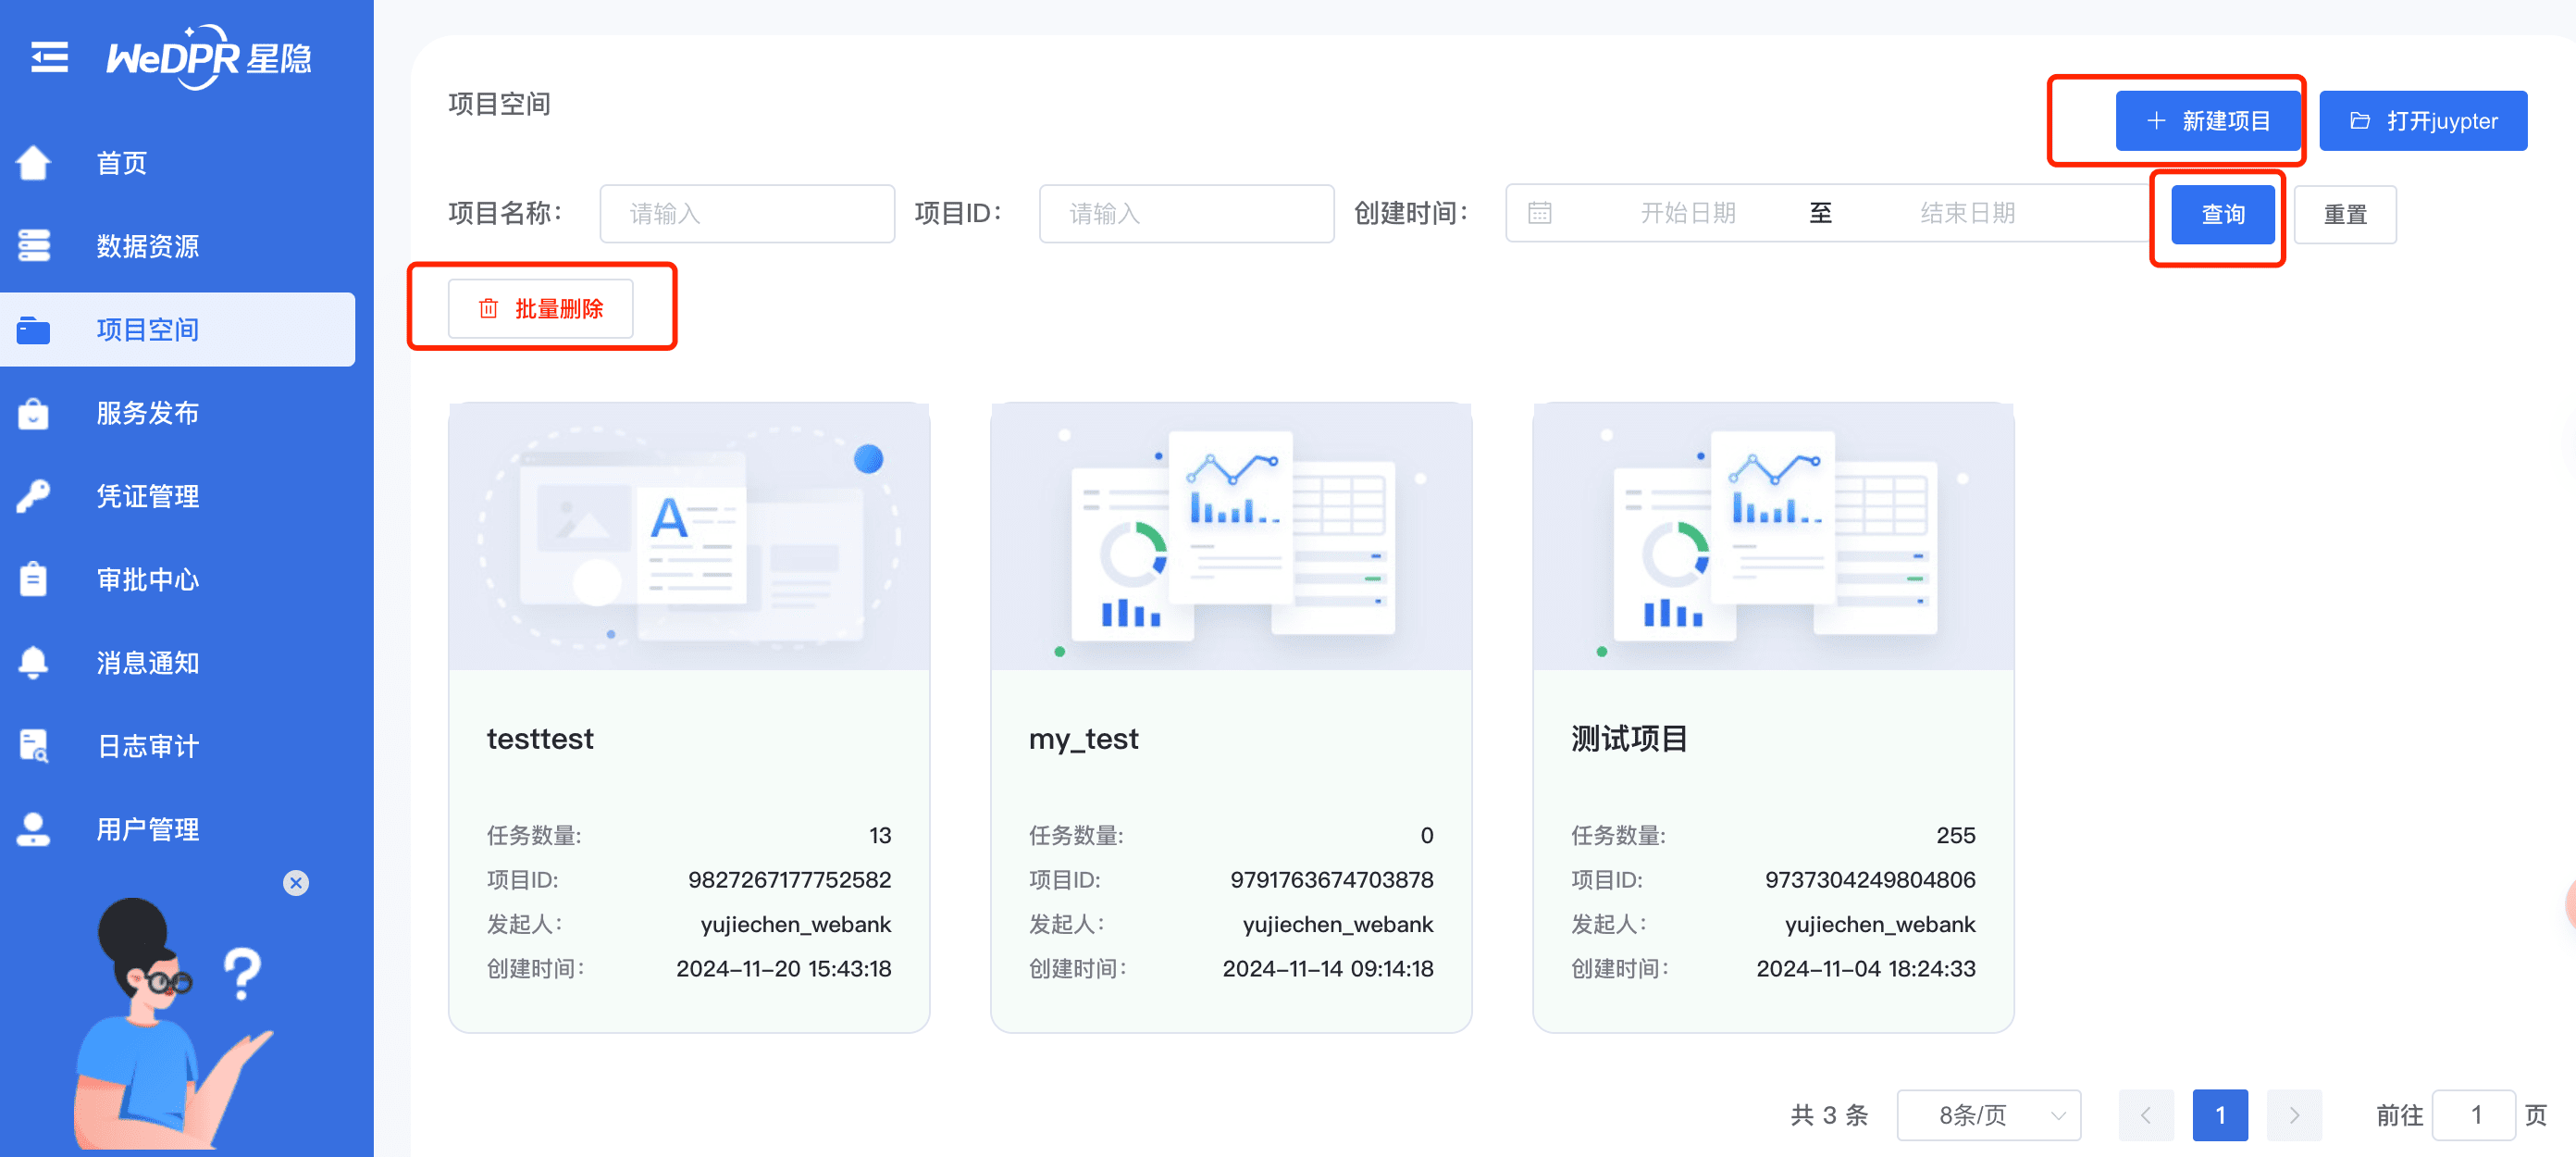 WeDPR 星隐
首页
数据资源
项目空间
服务发布
凭证管理
审批中心
消息通知
日志审计
用户管理
?
项目空间
新建项目
打开juypter
项目名称： 请输入 项目ID： 请输入 创建时间： 开始日期 至 结束日期 查询 重置
批量删除
A
testtest
任务数量: 13
项目ID: 9827267177752582
发起人： yujiechen_webank
创建时间： 2024-11-20 15:43:18
my_test
任务数量: 0
项目ID: 9791763674703878
发起人： yujiechen_webank
创建时间： 2024-11-14 09:14:18
测试项目
任务数量: 255
项目ID: 9737304249804806
发起人： yujiechen_webank
创建时间： 2024-11-04 18:24:33
共 3 条 8条/页 1 前往 1 页